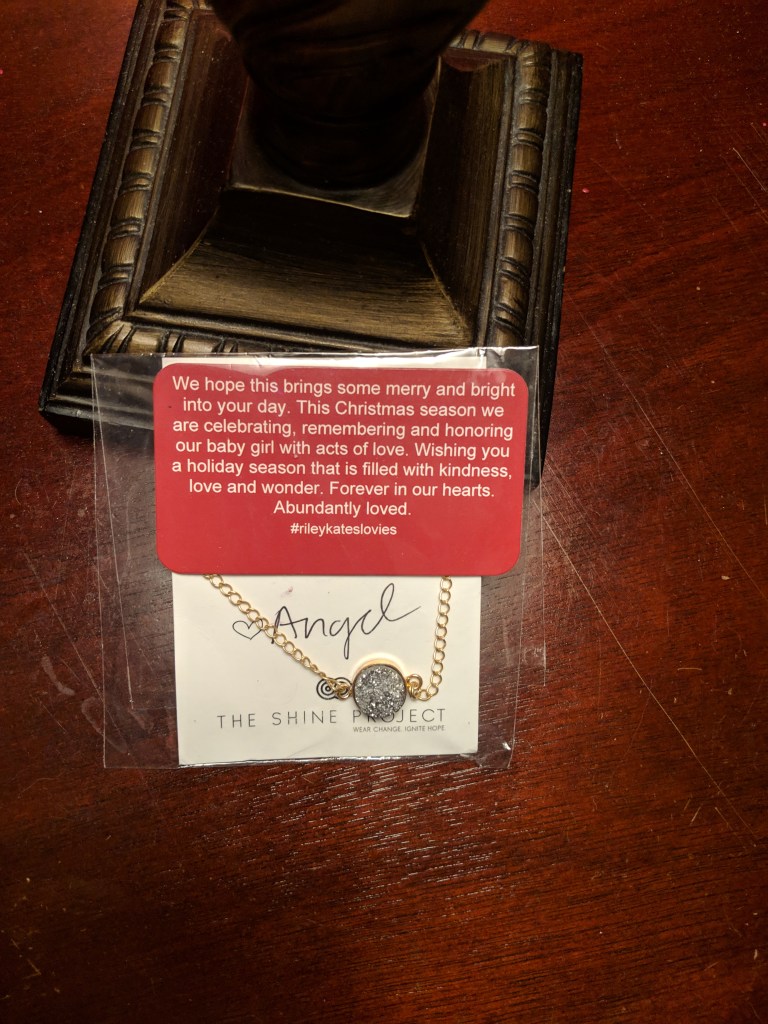 We hope this brings some merry and bright
into your day. This Christmas season we
are celebrating, remembering and honoring
our baby girl with acts of love. Wishing you
a holiday season that is filled with kindness,
love and wonder. Forever in our hearts.
Abundantly loved.
#rileykateslovies
Angel
THE SHINE PROJECT
WEAR CHANGE. IGNITE HOPE